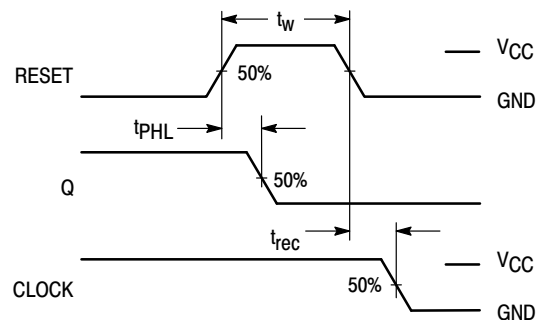 tw
VCC
RESET
50%
GND
tPHL
Q
50%
trec
VCC
CLOCK
50%
GND